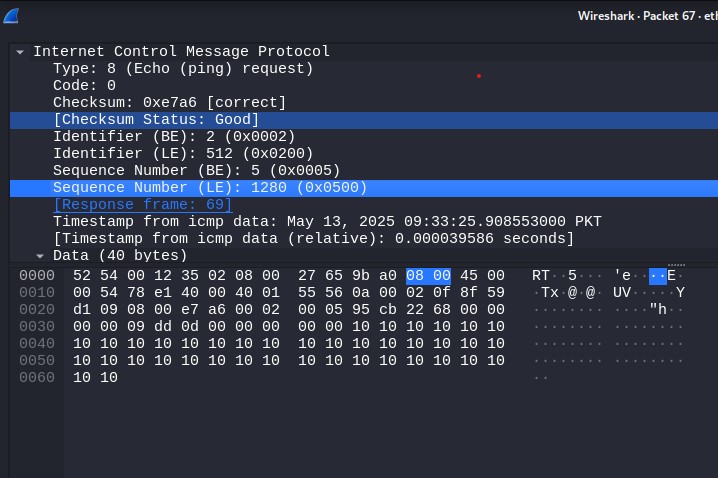 Wireshark · Packet 67 · eth
Internet Control Message Protocol
Type: 8 (Echo (ping) request)
Code: 0
Checksum: 0xe7a6 [correct]
[Checksum Status: Good]
Identifier (BE): 2 (0x0002)
Identifier (LE): 512 (0x0200)
Sequence Number (BE): 5 (0x0005)
Sequence Number (LE): 1280 (0x0500)
[Response frame: 69]
Timestamp from icmp data: May 13, 2025 09:33:25.908553000 PKT
[Timestamp from icmp data (relative): 0.000039586 seconds]
Data (40 bytes)
0000 52 54 00 12 35 02 08 00 27 65 9b a0 08 00 45 00 RT··5··· 'e····E·
0010 00 54 78 e1 40 00 40 01 55 56 0a 00 02 0f 8f 59 ·Tx·@·@· UV·····Y
0020 d1 09 08 00 e7 a6 00 02 00 05 95 cb 22 68 00 00 ········ ····"h··
0030 00 00 09 dd 0d 00 00 00 00 00 10 10 10 10 10 10 ········ ········
0040 10 10 10 10 10 10 10 10 10 10 10 10 10 10 10 10 ········ ········
0050 10 10 10 10 10 10 10 10 10 10 10 10 10 10 10 10 ········ ········
0060 10 10 ··